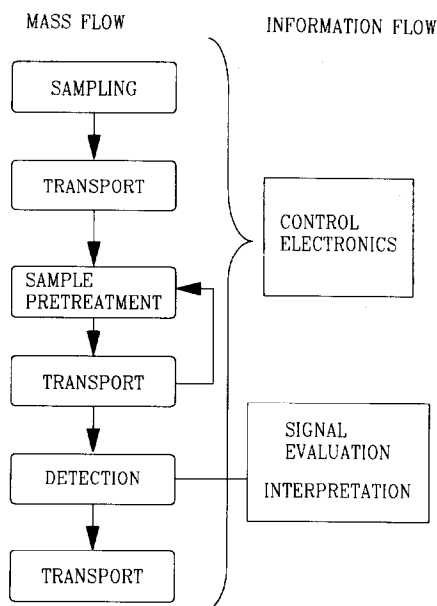 MASS FLOW
INFORMATION FLOW
SAMPLING
TRANSPORT
SAMPLE
PRETREATMENT
TRANSPORT
DETECTION
TRANSPORT
CONTROL
ELECTRONICS
SIGNAL
EVALUATION
INTERPRETATION